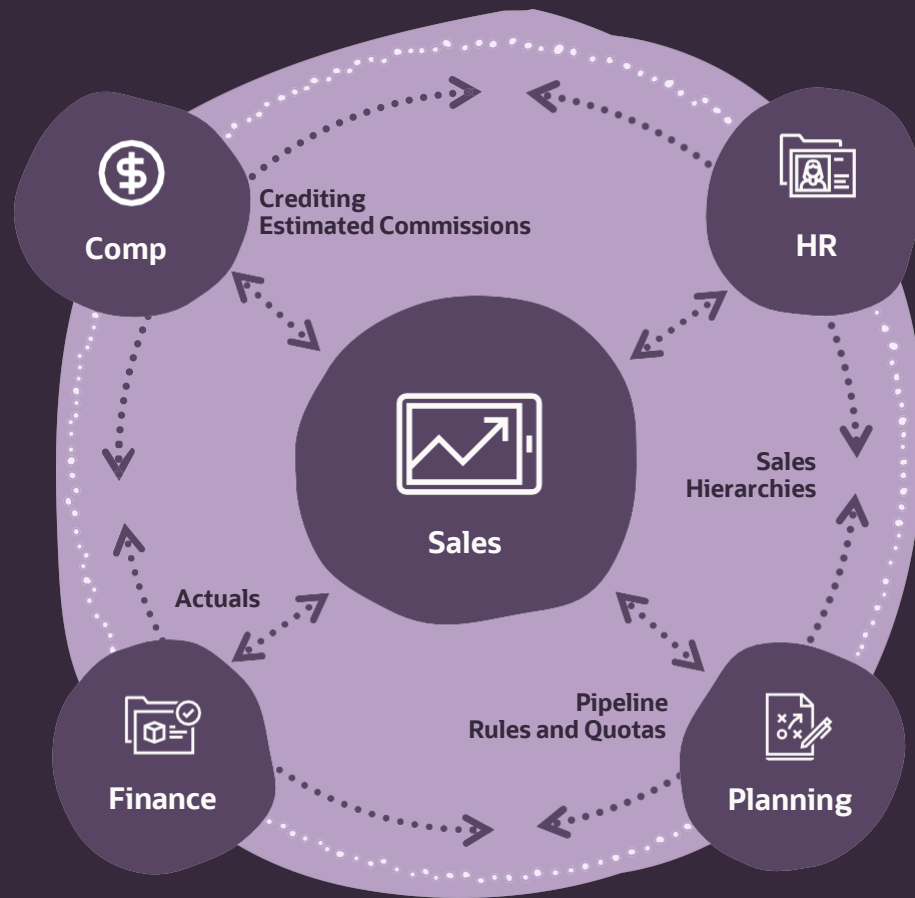 Crediting
Estimated Commissions
Comp
HR
Sales
Hierarchies
Sales
Actuals
Pipeline
Rules and Quotas
Finance
Planning